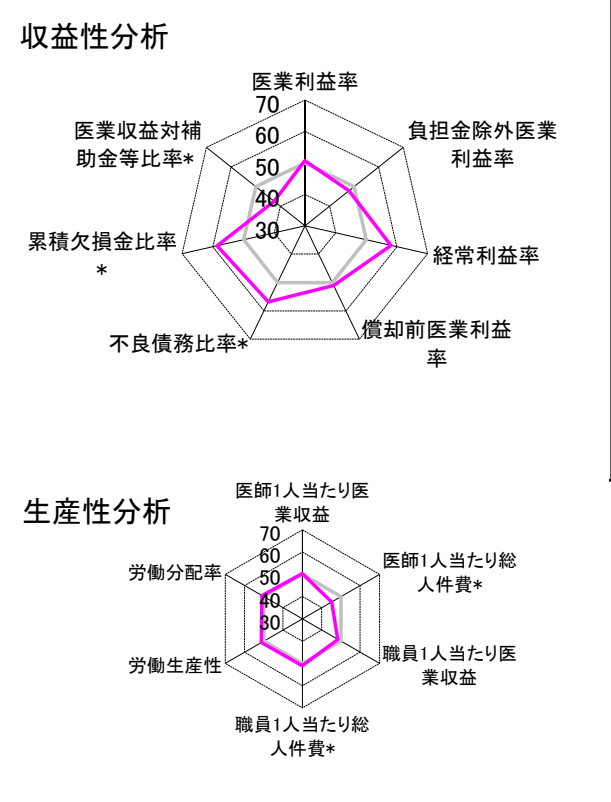 収益性分析
医業利益率
70
60
50
40
30
負担金除外医業
利益率
経常利益率
償却前医業利益
率
不良債務比率*
累積欠損金比率
*
医業収益対補
助金等比率*
生産性分析
医師1人当たり医
業収益
70
60
50
40
30
医師1人当たり総
人件費*
職員1人当たり医
業収益
職員1人当たり総
人件費*
労働生産性
労働分配率